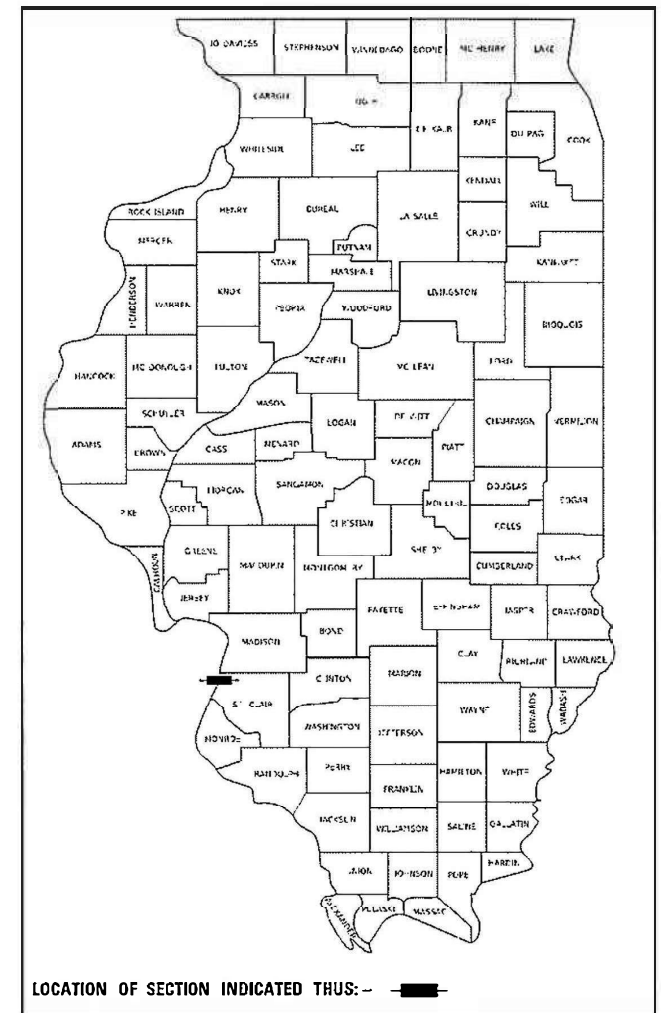 JO DAVIESS STEPHENSON WINNEBAGO BOONE MC HENRY LAKE
CARROLL OGLE
DE KALB KANE
DU PAG COOK
WHITESIDE LEE
KENDALL
WILL
ROCK ISLAND HENRY BUREAU LA SALLE
GRUNDY
MERCER PUTNAM
STARK MARSHALL KANKAKEE
HENDERSON WARREN KNOX PEORIA WOODFORD LIVINGSTON
IROQUOIS
TAZEWELL FORD
HANCOCK MC DONOUGH FULTON MC LEAN
MASON
SCHUYLER LOGAN DE WITT CHAMPAIGN VERMILION
ADAMS BROWN CASS MENARD PIATT
MACON
SANGAMON DOUGLAS
MORGAN EDGAR
SCOTT MOULTRIE
PIKE CHRISTIAN COLES
SHELBY
GREENE MACOUPIN MONTGOMERY CUMBERLAND CLARK
CALHOUN
JERSEY FAYETTE EFFINGHAM JASPER CRAWFORD
MADISON BOND
CLAY RICHLAND LAWRENCE
CLINTON MARION
ST. CLAIR WAYNE EDWARDS WABASH
WASHINGTON JEFFERSON
MONROE
RANDOLPH PERRY HAMILTON WHITE
FRANKLIN
JACKSON WILLIAMSON SALINE GALLATIN
UNION JOHNSON POPE HARDIN
ALEXANDER PULASKI MASSAC
LOCATION OF SECTION INDICATED THUS:-